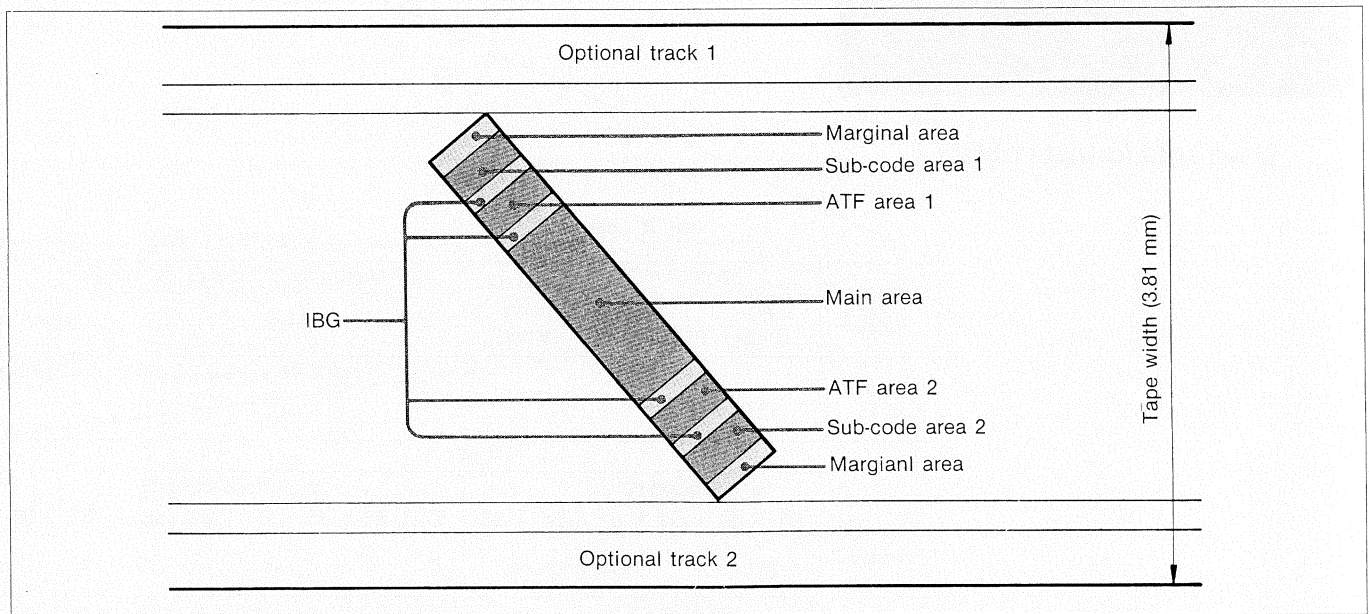 Optional track 1
Marginal area
Sub-code area 1
ATF area 1
Main area
IBG
ATF area 2
Sub-code area 2
Margianl area
Tape width (3.81 mm)
Optional track 2